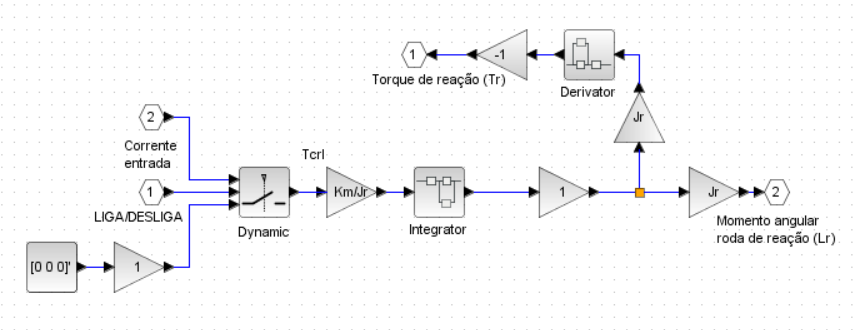 1
-1
Torque de reação (Tr)
Derivator
2
Jr
Corrente
entrada
Tcrl
1
Km/Jr
1
Jr
2
LIGA/DESLIGA
Dynamic
Integrator
Momento angular
roda de reação (Lr)
[0 0 0]'
1